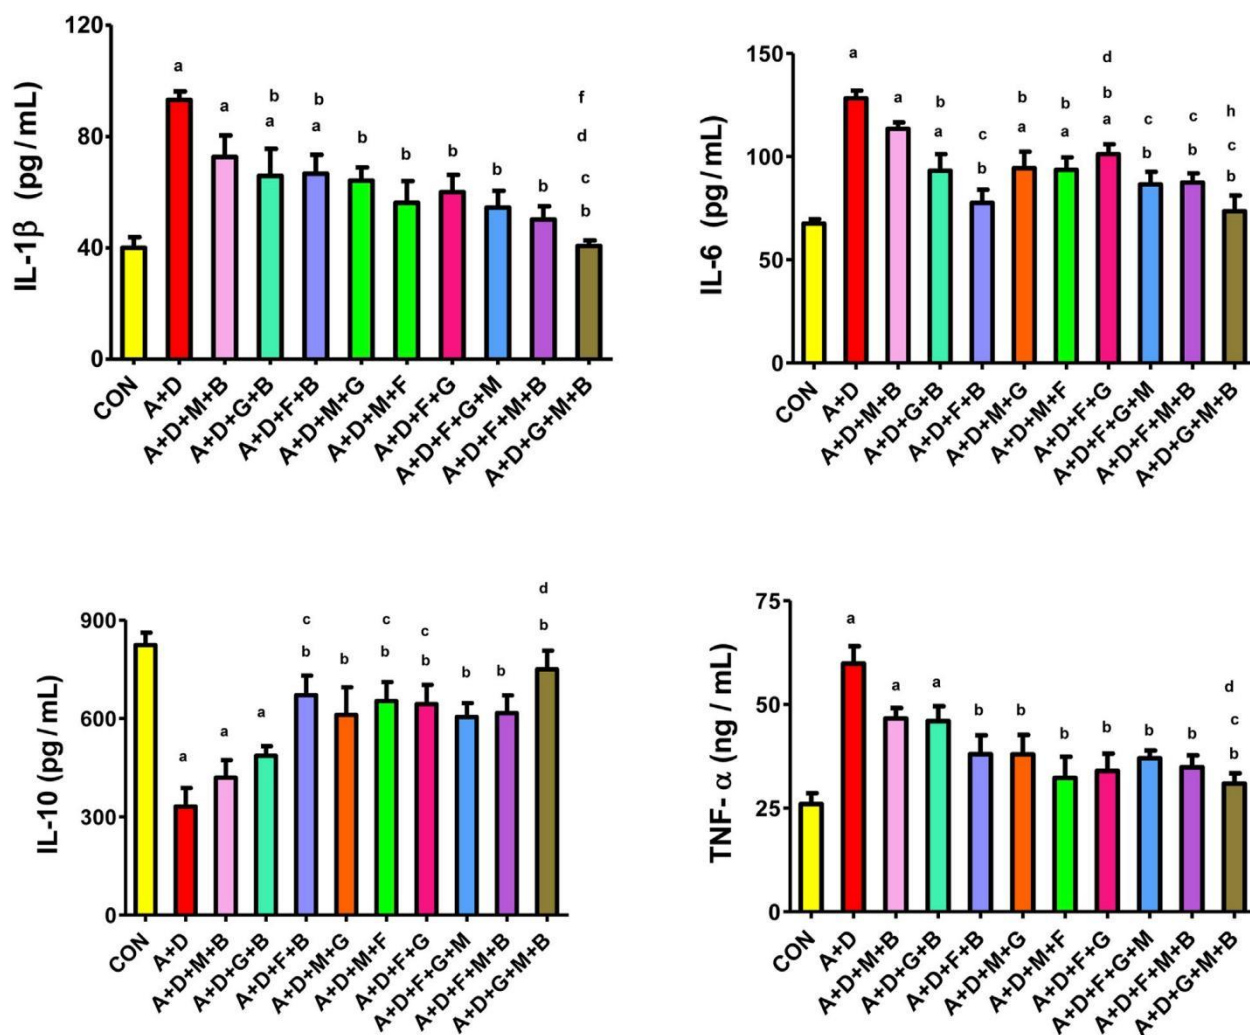 IL-1β (pg / mL)
120
80
40
0
a
a
b
a
b
a
b
b
b
b
b
f
d
c
b
CON
A+D
A+D+M+B
A+D+G+B
A+D+F+B
A+D+M+G
A+D+M+F
A+D+F+G
A+D+F+G+M
A+D+F+M+B
A+D+G+M+B
IL-6 (pg / mL)
150
100
50
0
a
a
b
a
c
b
b
a
b
a
d
b
a
c
b
c
b
h
c
b
CON
A+D
A+D+M+B
A+D+G+B
A+D+F+B
A+D+M+G
A+D+M+F
A+D+F+G
A+D+F+G+M
A+D+F+M+B
A+D+G+M+B
IL-10 (pg / mL)
900
600
300
0
a
a
a
c
b
b
c
b
c
b
b
b
d
b
CON
A+D
A+D+M+B
A+D+G+B
A+D+F+B
A+D+M+G
A+D+M+F
A+D+F+G
A+D+F+G+M
A+D+F+M+B
A+D+G+M+B
TNF- α (ng / mL)
75
50
25
0
a
a
a
b
b
b
b
b
b
d
c
b
CON
A+D
A+D+M+B
A+D+G+B
A+D+F+B
A+D+M+G
A+D+M+F
A+D+F+G
A+D+F+G+M
A+D+F+M+B
A+D+G+M+B